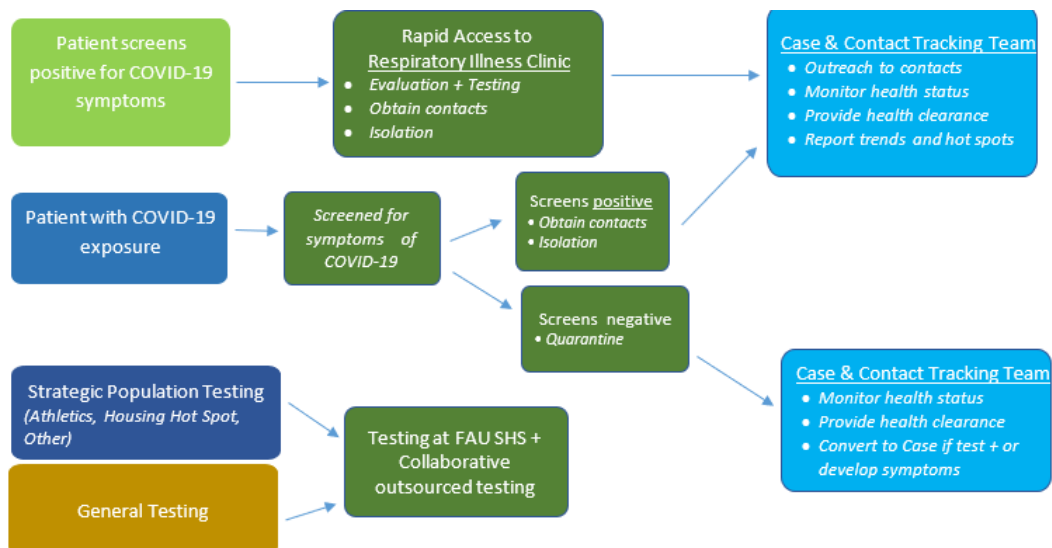 Patient screens
positive for COVID-19
symptoms
Rapid Access to
Respiratory Illness Clinic
• Evaluation + Testing
• Obtain contacts
• Isolation
Case & Contact Tracking Team
• Outreach to contacts
• Monitor health status
• Provide health clearance
• Report trends and hot spots
Patient with COVID-19
exposure
Screened for
symptoms of
COVID-19
Screens positive
• Obtain contacts
• Isolation
Screens negative
• Quarantine
Case & Contact Tracking Team
• Monitor health status
• Provide health clearance
• Convert to Case if test + or
develop symptoms
Strategic Population Testing
(Athletics, Housing Hot Spot,
Other)
General Testing
Testing at FAU SHS +
Collaborative
outsourced testing